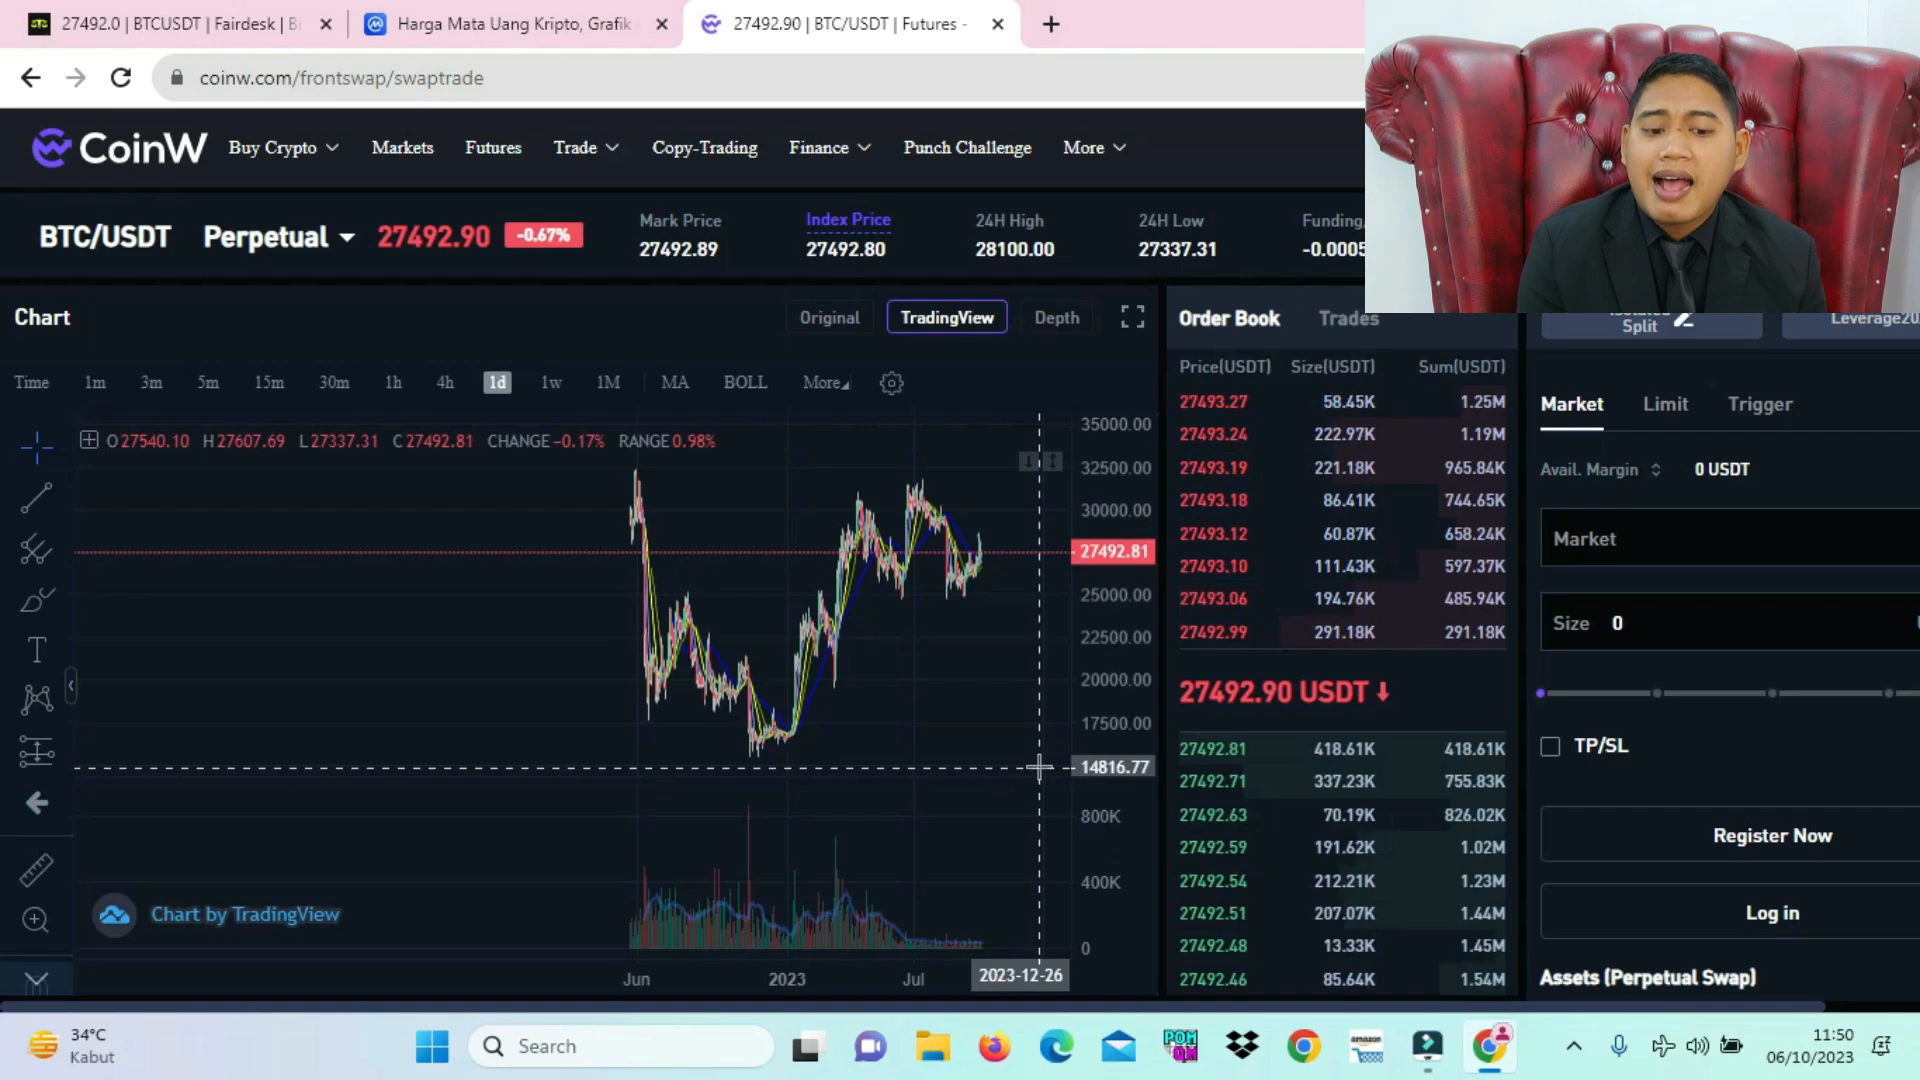 27492.0 | BTCUSDT | Fairdesk | B
Harga Mata Uang Kripto, Grafik
27492.90 | BTC/USDT | Futures -
coinw.com/frontswap/swaptrade
CoinW
Buy Crypto
Markets
Futures
Trade
Copy-Trading
Finance
Punch Challenge
More
BTC/USDT
Perpetual
27492.90
-0.67%
Mark Price
27492.89
Index Price
27492.80
24H High
28100.00
24H Low
27337.31
Funding
-0.0005
Chart
Original
TradingView
Depth
Time 1m 3m 5m 15m 30m 1h 4h 1d 1w 1M MA BOLL More
O27540.10 H27607.69 L27337.31 C27492.81 CHANGE-0.17% RANGE0.98%
35000.00
32500.00
30000.00
27492.81
25000.00
22500.00
20000.00
17500.00
14816.77
800K
400K
0
Chart by TradingView
Jun
2023
Jul
2023-12-26
Order Book
Trades
Price(USDT) Size(USDT) Sum(USDT)
27493.27 58.45K 1.25M
27493.24 222.97K 1.19M
27493.19 221.18K 965.84K
27493.18 86.41K 744.65K
27493.12 60.87K 658.24K
27493.10 111.43K 597.37K
27493.06 194.76K 485.94K
27492.99 291.18K 291.18K
27492.90 USDT
27492.81 418.61K 418.61K
27492.71 337.23K 755.83K
27492.63 70.19K 826.02K
27492.59 191.62K 1.02M
27492.54 212.21K 1.23M
27492.51 207.07K 1.44M
27492.48 13.33K 1.45M
27492.46 85.64K 1.54M
Split
Leverage20
Market
Limit
Trigger
Avail. Margin 0 USDT
Market
Size 0
TP/SL
Register Now
Log in
Assets (Perpetual Swap)
34°C
Kabut
Search
POM
QM
amazon
11:50
06/10/2023